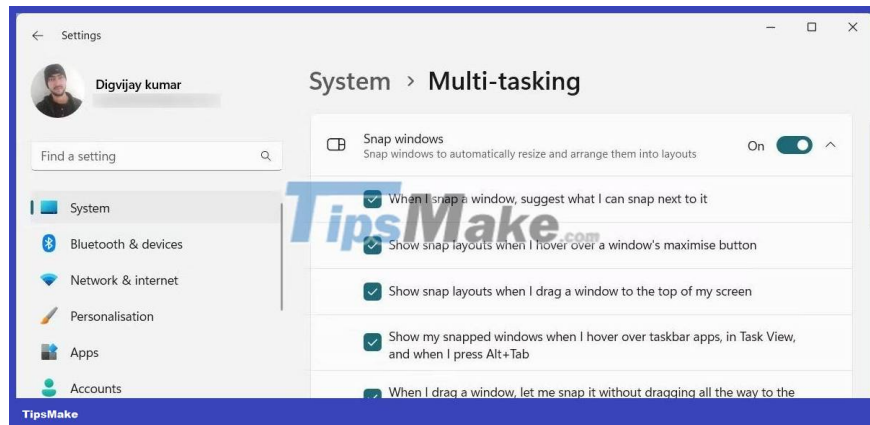 Settings
Digvijay kumar
Find a setting
System
Bluetooth & devices
Network & internet
Personalisation
Apps
Accounts
System > Multi-tasking
Snap windows
Snap windows to automatically resize and arrange them into layouts
On
When I snap a window, suggest what I can snap next to it
Show snap layouts when I hover over a window's maximise button
Show snap layouts when I drag a window to the top of my screen
Show my snapped windows when I hover over taskbar apps, in Task View,
and when I press Alt+Tab
When I drag a window, let me snap it without dragging all the way to the
TipsMake.com
TipsMake